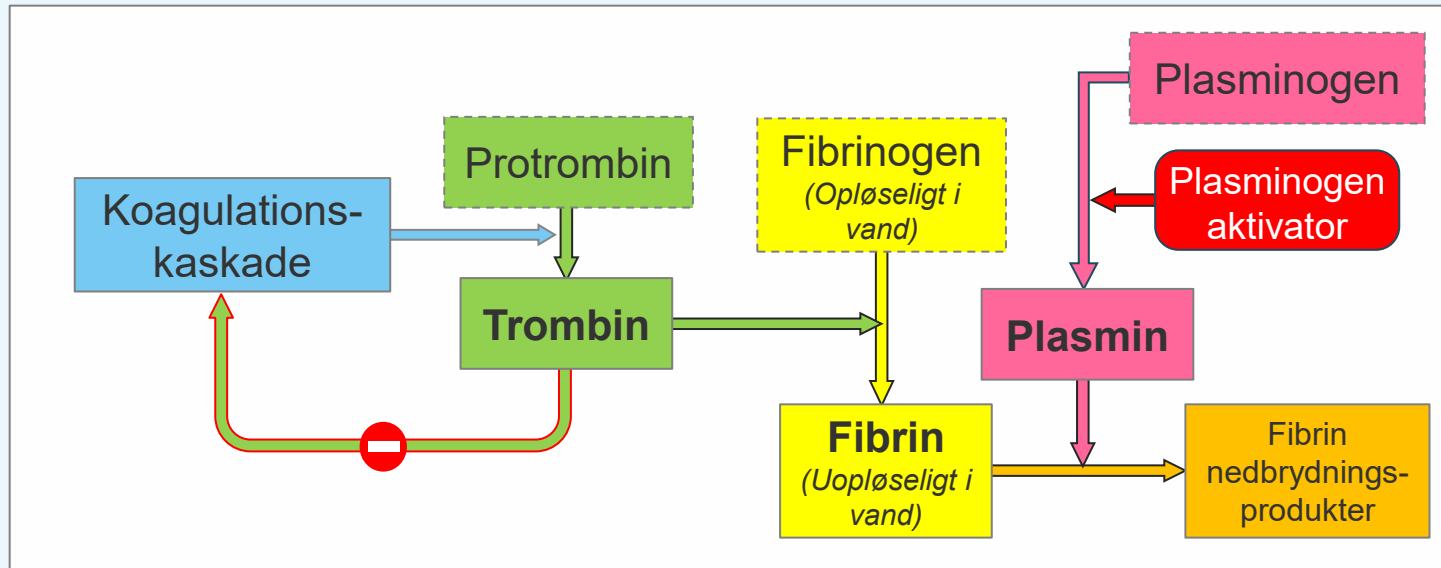 Plasminogen
Protrombin
Fibrinogen
(Opløseligt i
vand)
Plasminogen
aktivator
Koagulations-
kaskade
Trombin
Plasmin
Fibrin
(Uopløseligt i
vand)
Fibrin
nedbrydnings-
produkter